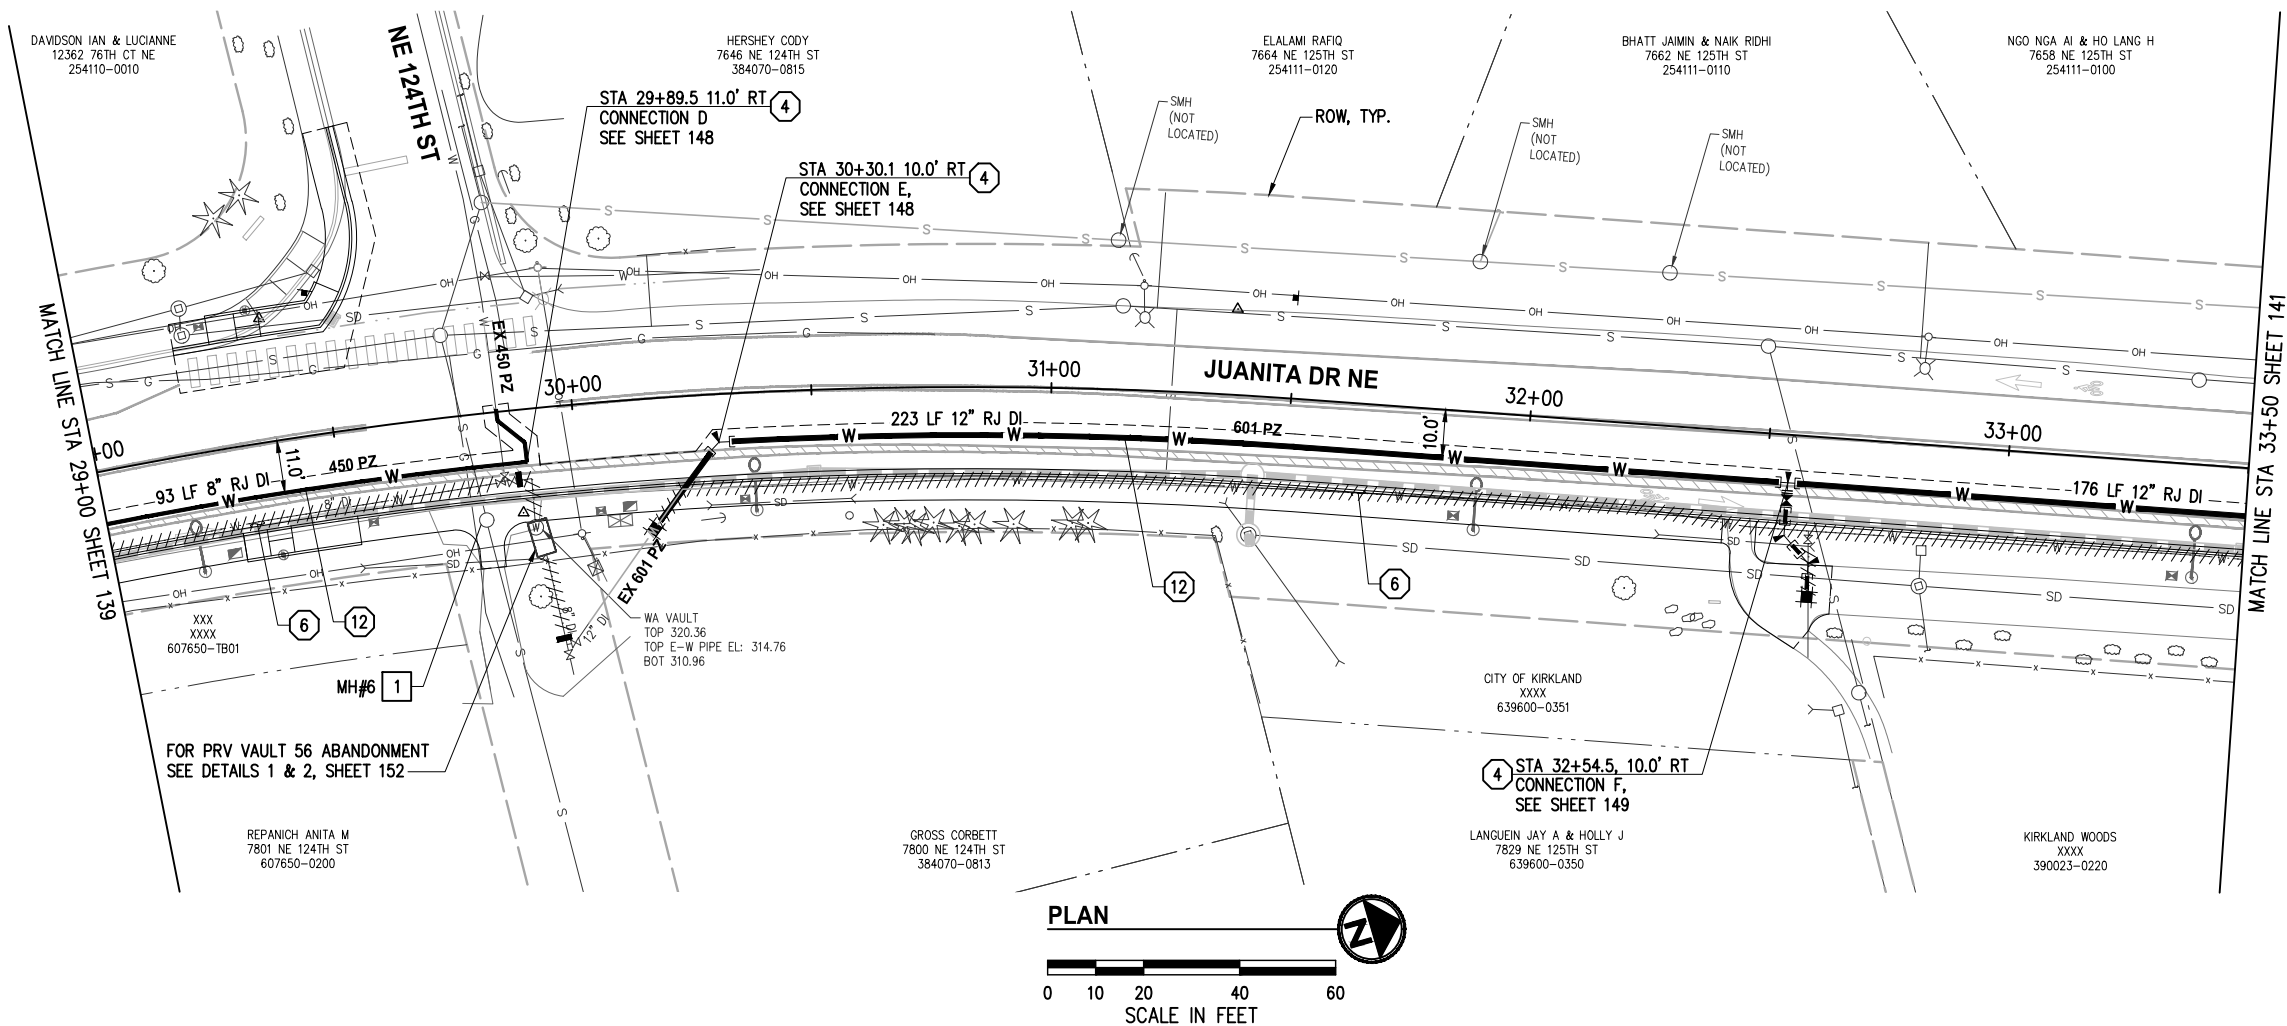 DAVIDSON IAN & LUCIANNE
12362 76TH CT NE
254110-0010
NE 124TH ST
HERSHEY CODY
7646 NE 124TH ST
384070-0815
ELALAMI RAFIQ
7664 NE 125TH ST
254111-0120
BHATT JAIMIN & NAIK RIDHI
7662 NE 125TH ST
254111-0110
NGO NGA AI & HO LANG H
7658 NE 125TH ST
254111-0100
STA 29+89.5 11.0' RT
CONNECTION D
SEE SHEET 148
4
STA 30+30.1 10.0' RT
CONNECTION E,
SEE SHEET 148
4
SMH
(NOT
LOCATED)
ROW, TYP.
SMH
(NOT
LOCATED)
SMH
(NOT
LOCATED)
MATCH LINE STA 29+00 SHEET 139
MATCH LINE STA 33+50 SHEET 141
EX 450 PZ
+00
30+00
31+00
JUANITA DR NE
32+00
33+00
11.0'
93 LF 8" RJ DI
450 PZ
8" DI
223 LF 12" RJ DI
601 PZ
10.0'
176 LF 12" RJ DI
EX 601 PZ
8" DI
12" DI
XXX
XXXX
607650-TB01
6
12
12
6
WA VAULT
TOP 320.36
TOP E-W PIPE EL: 314.76
BOT 310.96
MH#6 1
CITY OF KIRKLAND
XXXX
639600-0351
FOR PRV VAULT 56 ABANDONMENT
SEE DETAILS 1 & 2, SHEET 152
4
STA 32+54.5, 10.0' RT
CONNECTION F,
SEE SHEET 149
REPANICH ANITA M
7801 NE 124TH ST
607650-0200
GROSS CORBETT
7800 NE 124TH ST
384070-0813
LANGUEIN JAY A & HOLLY J
7829 NE 125TH ST
639600-0350
KIRKLAND WOODS
XXXX
390023-0220
PLAN
N
0 10 20 40 60
SCALE IN FEET